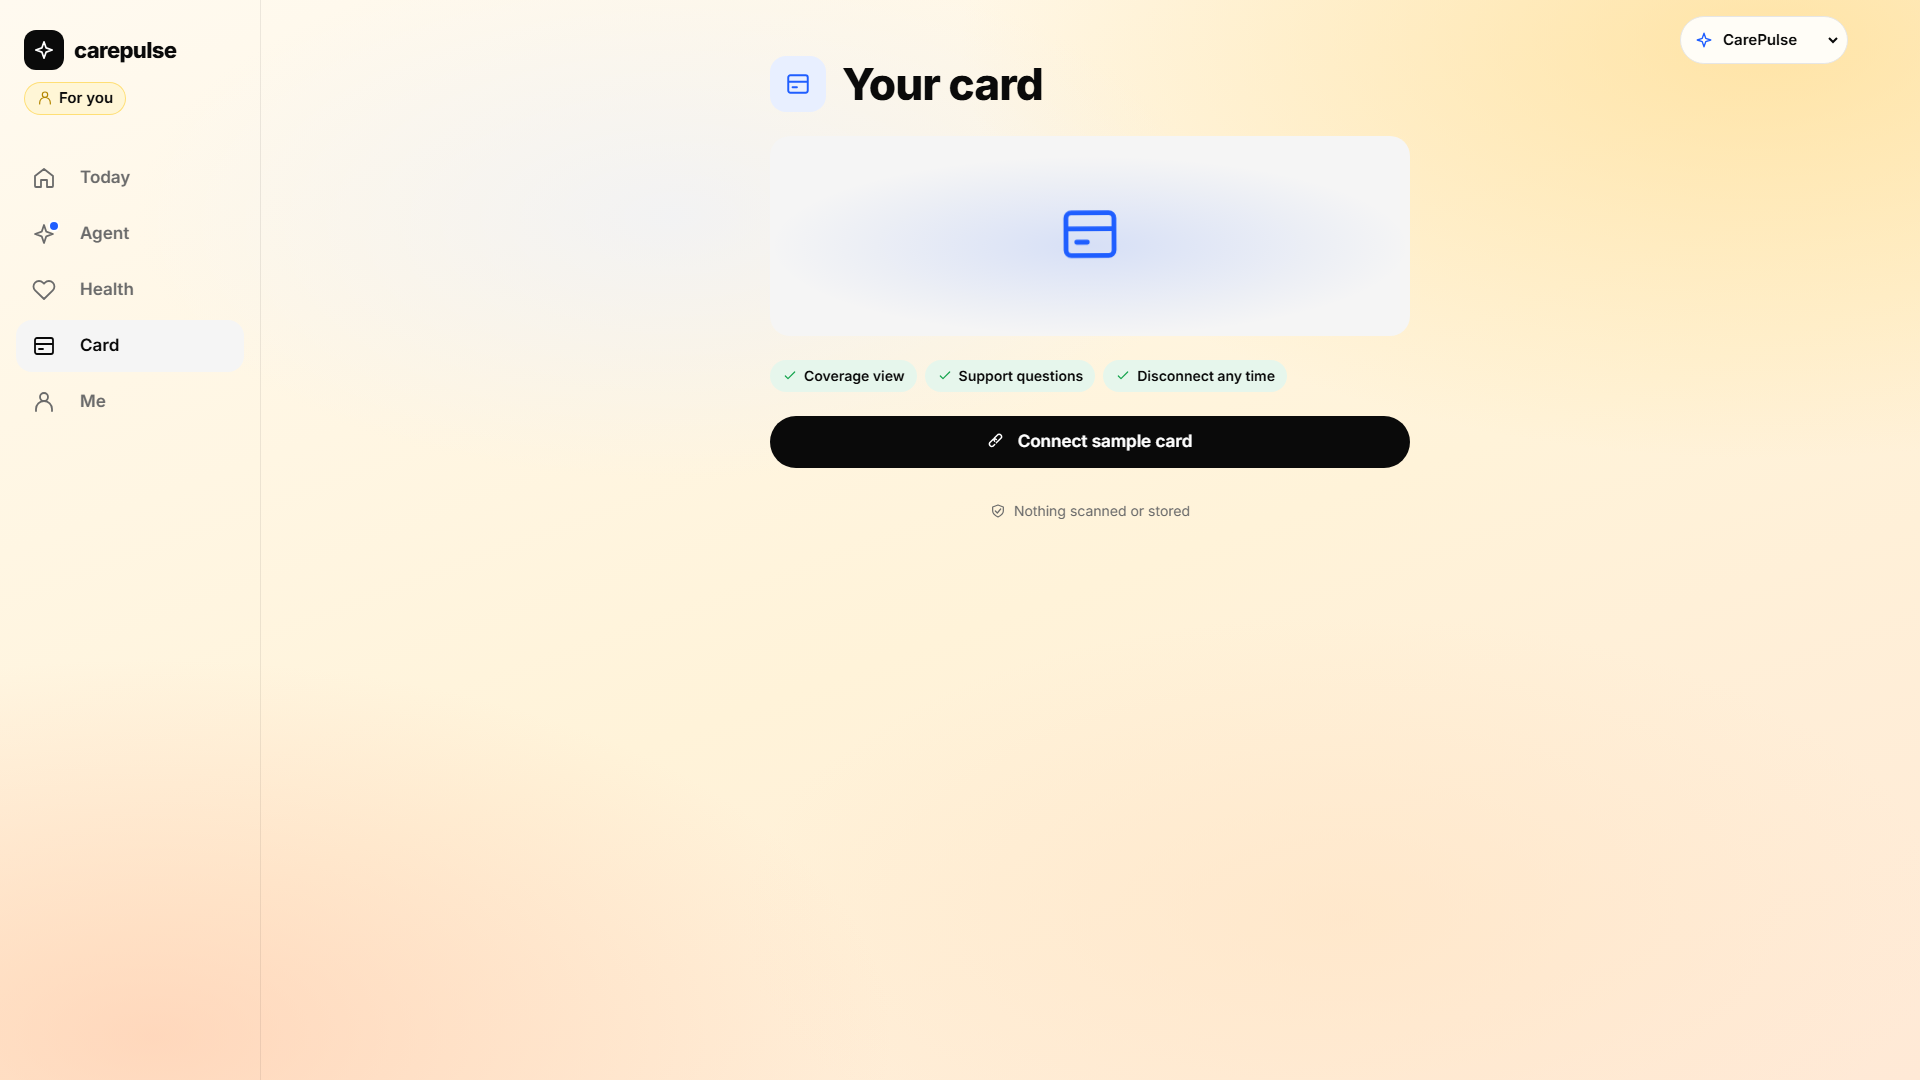 carepulse
For you
Today
Agent
Health
Card
Me
CarePulse
Your card
Coverage view
Support questions
Disconnect any time
Connect sample card
Nothing scanned or stored